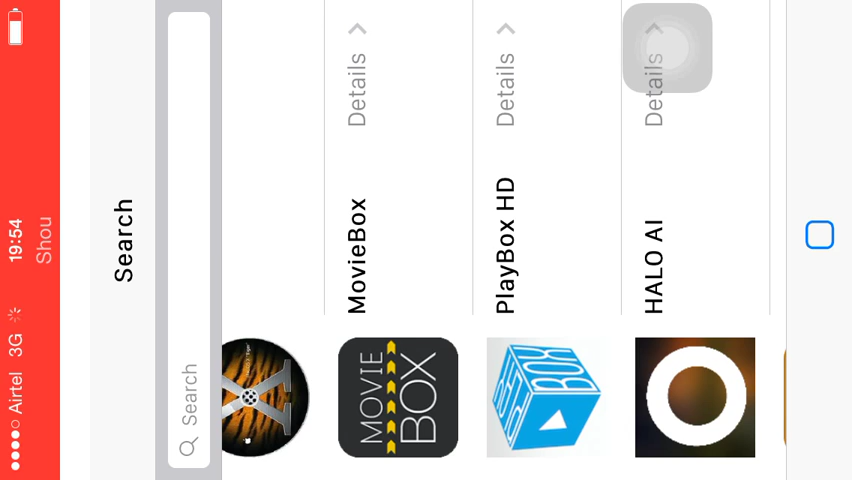 Airtel 3G 19:54
Shou
Search
Search
MovieBox Details
MOVIE
BOX
PlayBox HD Details
BOX
HALO AI Details